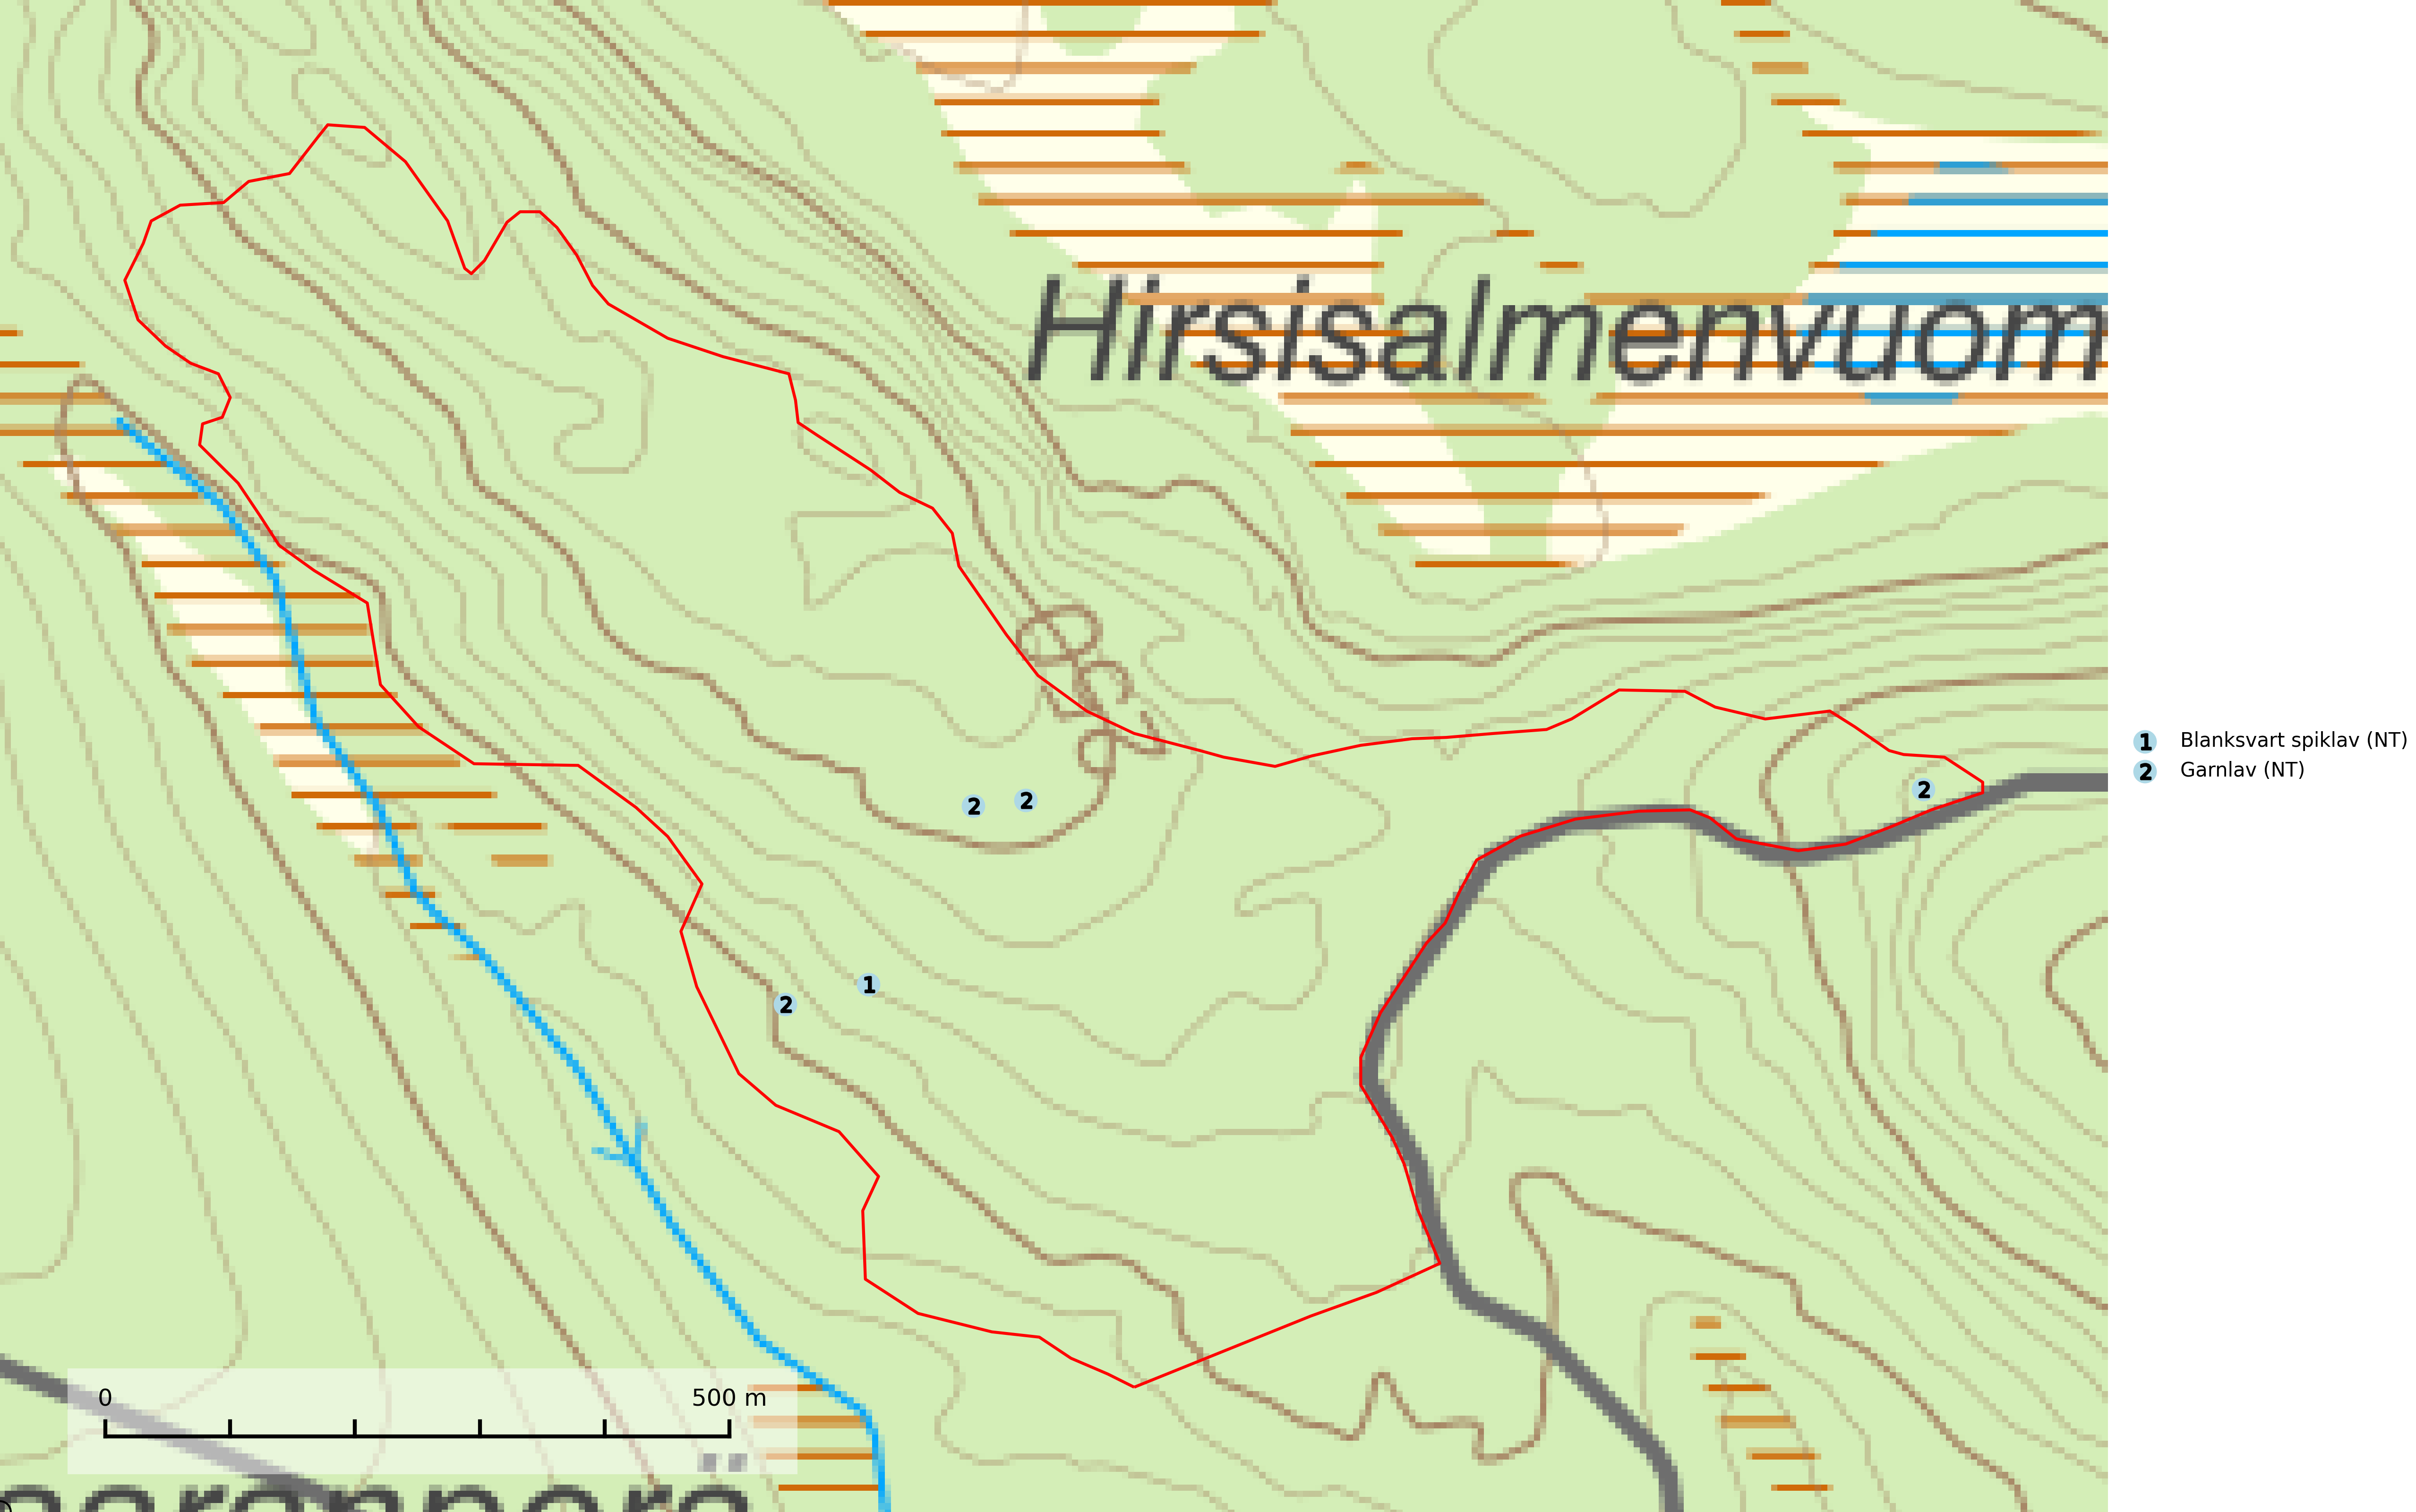 Hirsisalmenvuom
2 2
2
1
2
1 Blanksvart spiklav (NT)
2 Garnlav (NT)
0 500 m